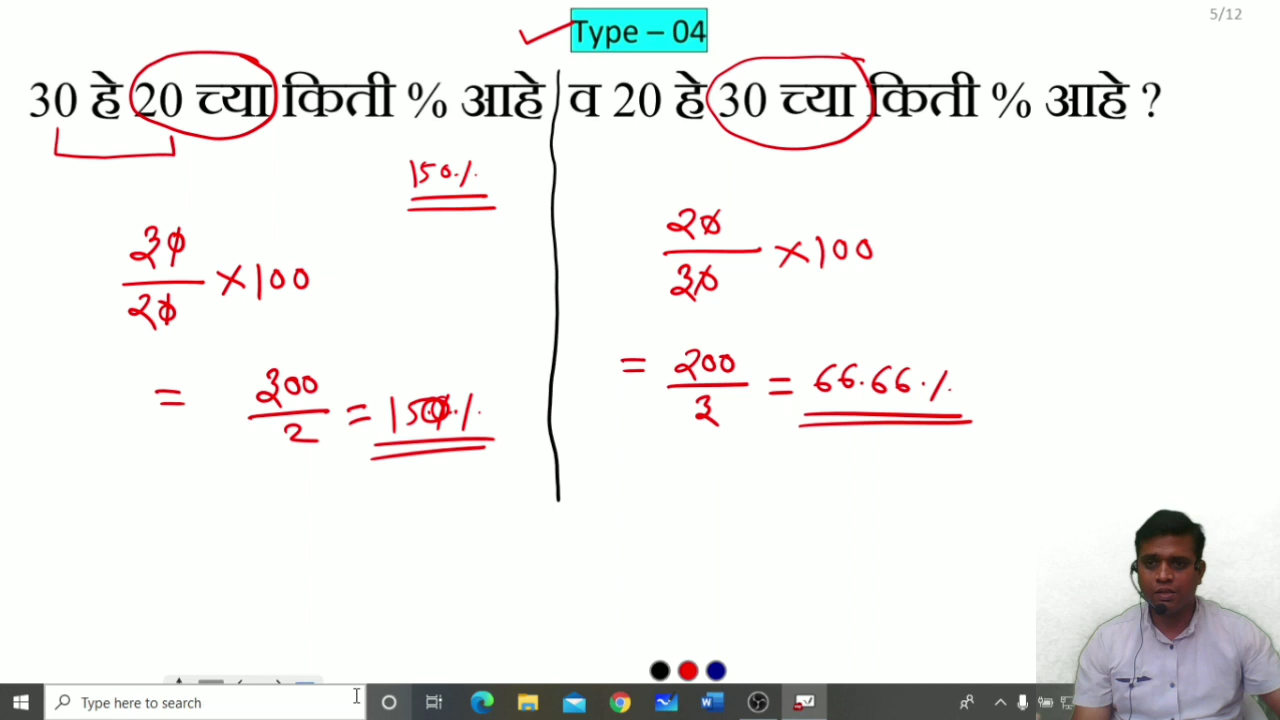 5/12
Type – 04
30 हे 20 च्या किती % आहे व 20 हे 30 च्या किती % आहे ?
150%
30/20 × 100
= 300/2 = 150%
20/30 × 100
= 200/3 = 66.66%
Type here to search